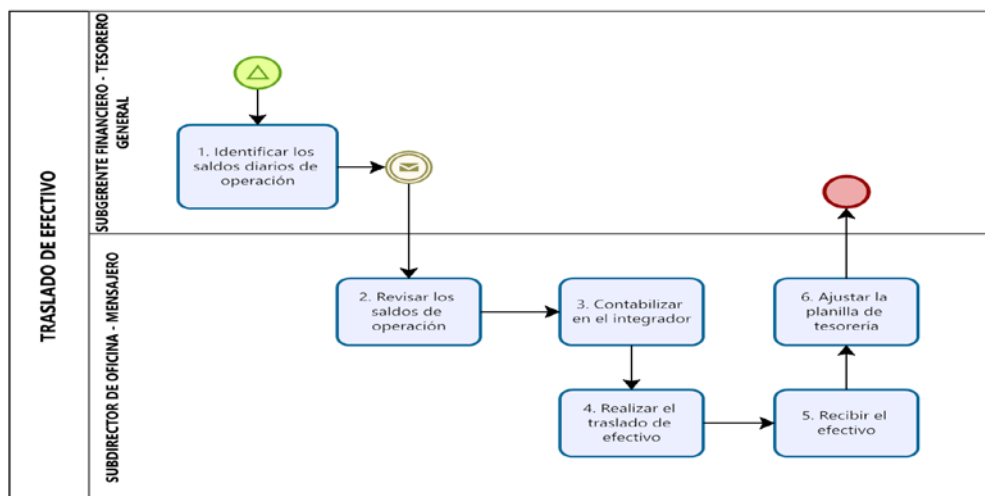 TRASLADO DE EFECTIVO
SUBGERENTE FINANCIERO - TESORERO
GENERAL
1. Identificar los
saldos diarios de
operación
SUBDIRECTOR DE OFICINA - MENSAJERO
2. Revisar los
saldos de
operación
3. Contabilizar
en el integrador
4. Realizar el
traslado de
efectivo
5. Recibir el
efectivo
6. Ajustar la
planilla de
tesorería